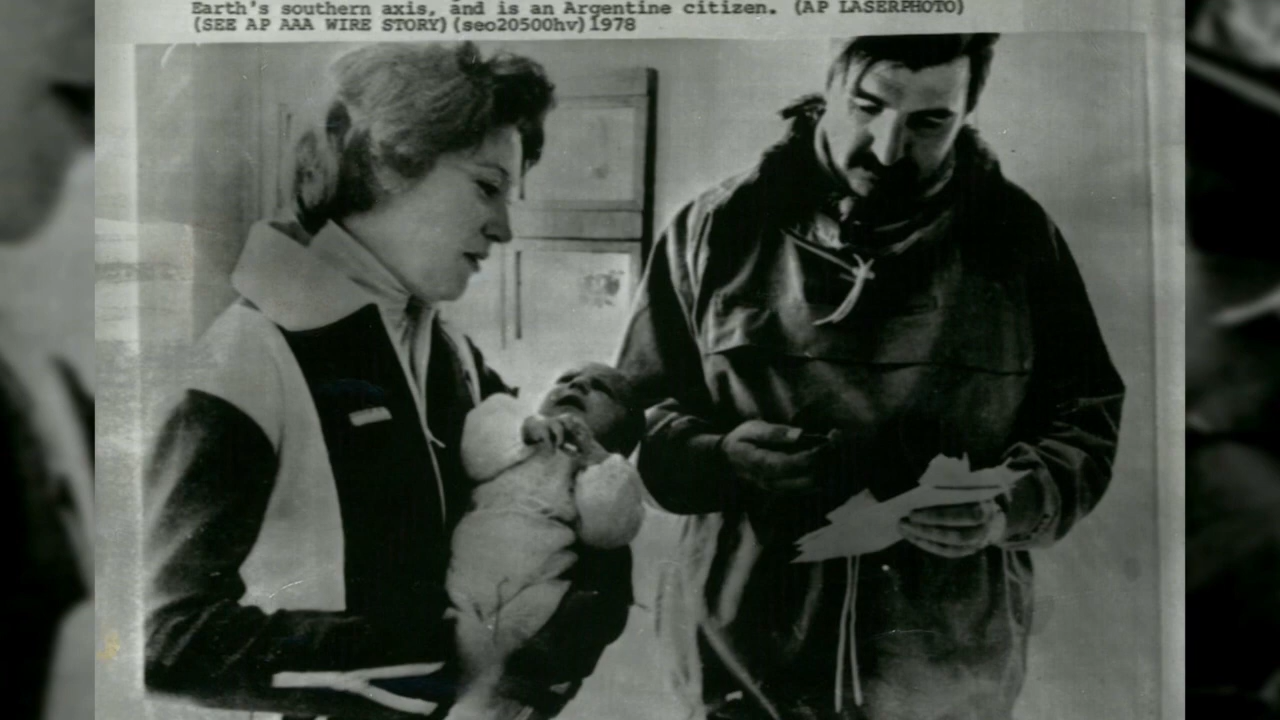 Earth's southern axis, and is an Argentine citizen. (AP LASERPHOTO)
(SEE AP AAA WIRE STORY)(seo20500hv)1978